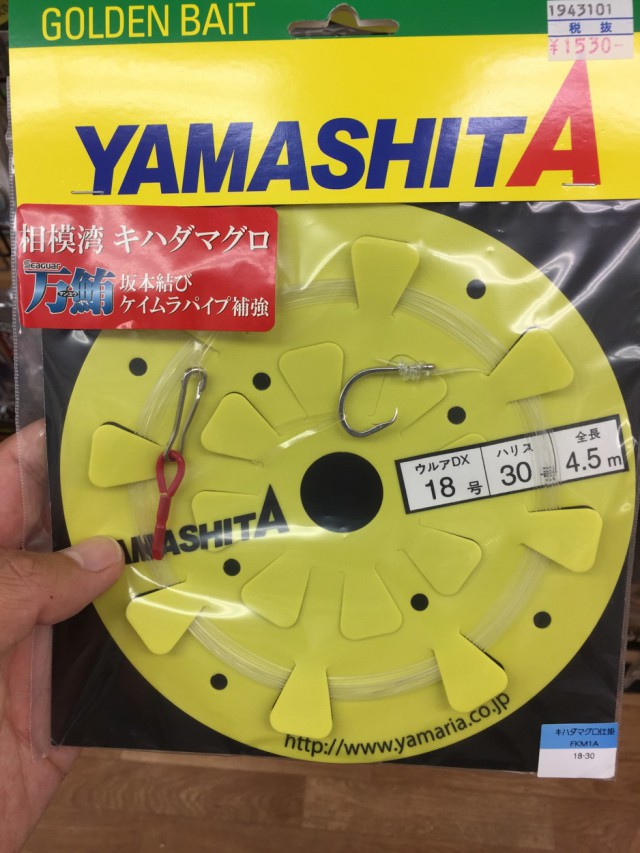 GOLDEN BAIT
1943101
税 抜
¥1530-
YAMASHITA
相模湾 キハダマグロ
Seaguar
万鮪
坂本結び
ケイムラパイプ補強
ウルアDX
18号
ハリス
30号
全長
4.5m
YAMASHITA
http://www.yamaria.co.jp
キハダマグロ仕掛
FKM1A
18-30